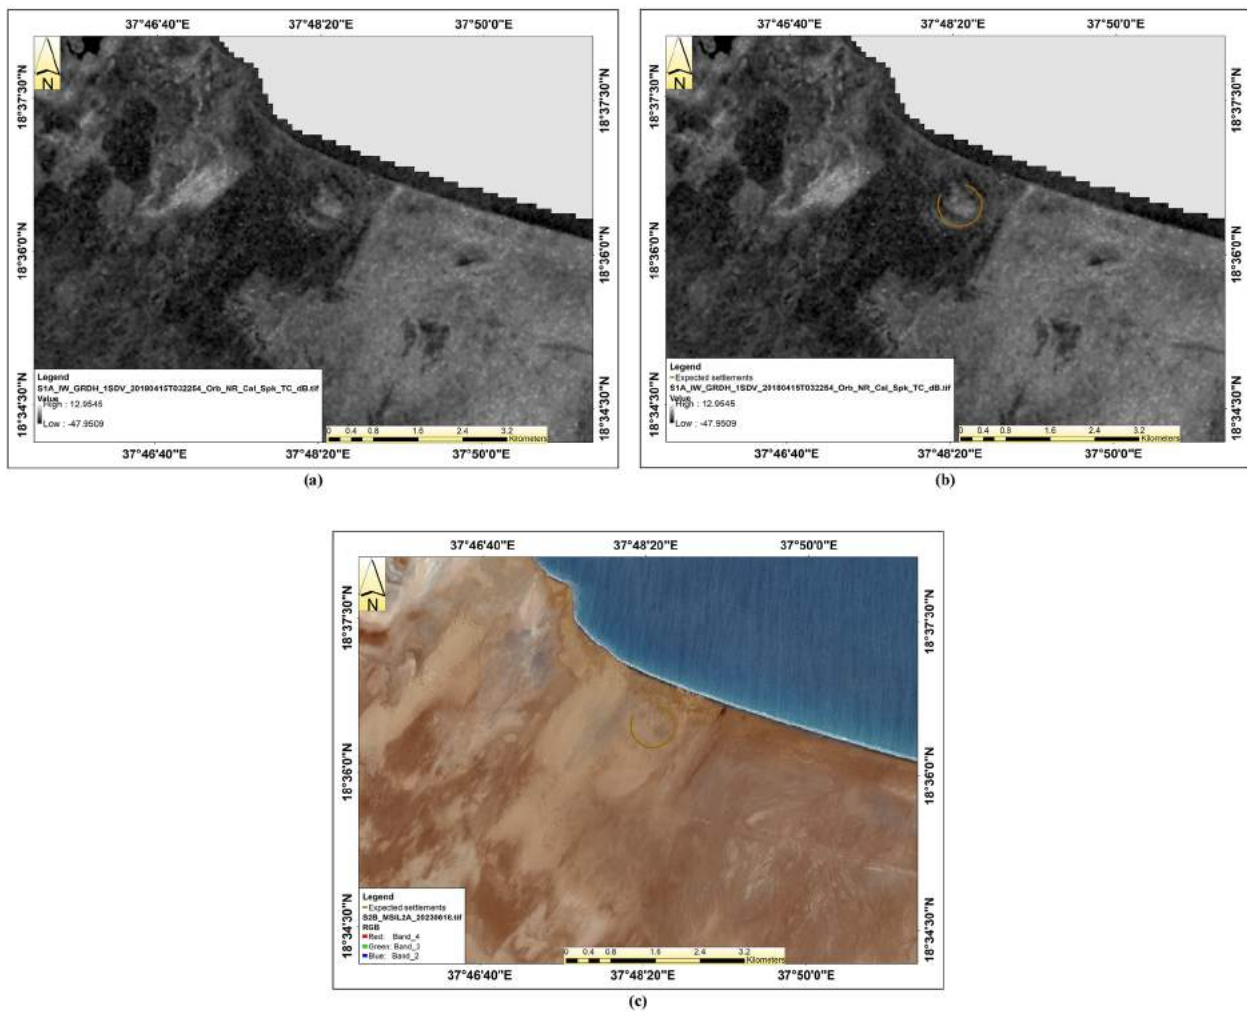 37°46'40"E 37°48'20"E 37°50'0"E
N
18°37'30"N 18°37'30"N
18°36'0"N 18°36'0"N
18°34'30"N 18°34'30"N
Legend
S1A_IW_GRDH_1SDV_20180415T032254_Orb_NR_Cal_Spk_TC_dB.tif
Value
High : 12.9545
Low : -47.9509
0 0.4 0.8 1.6 2.4 3.2
Kilometers
37°46'40"E 37°48'20"E 37°50'0"E
(a)
37°46'40"E 37°48'20"E 37°50'0"E
N
18°37'30"N 18°37'30"N
18°36'0"N 18°36'0"N
18°34'30"N 18°34'30"N
Legend
Expected settlements
S1A_IW_GRDH_1SDV_20180415T032254_Orb_NR_Cal_Spk_TC_dB.tif
Value
High : 12.9545
Low : -47.9509
0 0.4 0.8 1.6 2.4 3.2
Kilometers
37°46'40"E 37°48'20"E 37°50'0"E
(b)
37°46'40"E 37°48'20"E 37°50'0"E
N
18°37'30"N 18°37'30"N
18°36'0"N 18°36'0"N
18°34'30"N 18°34'30"N
Legend
Expected settlements
S2B_MSIL2A_20230616.tif
RGB
Red: Band_4
Green: Band_3
Blue: Band_2
0 0.4 0.8 1.6 2.4 3.2
Kilometers
37°46'40"E 37°48'20"E 37°50'0"E
(c)